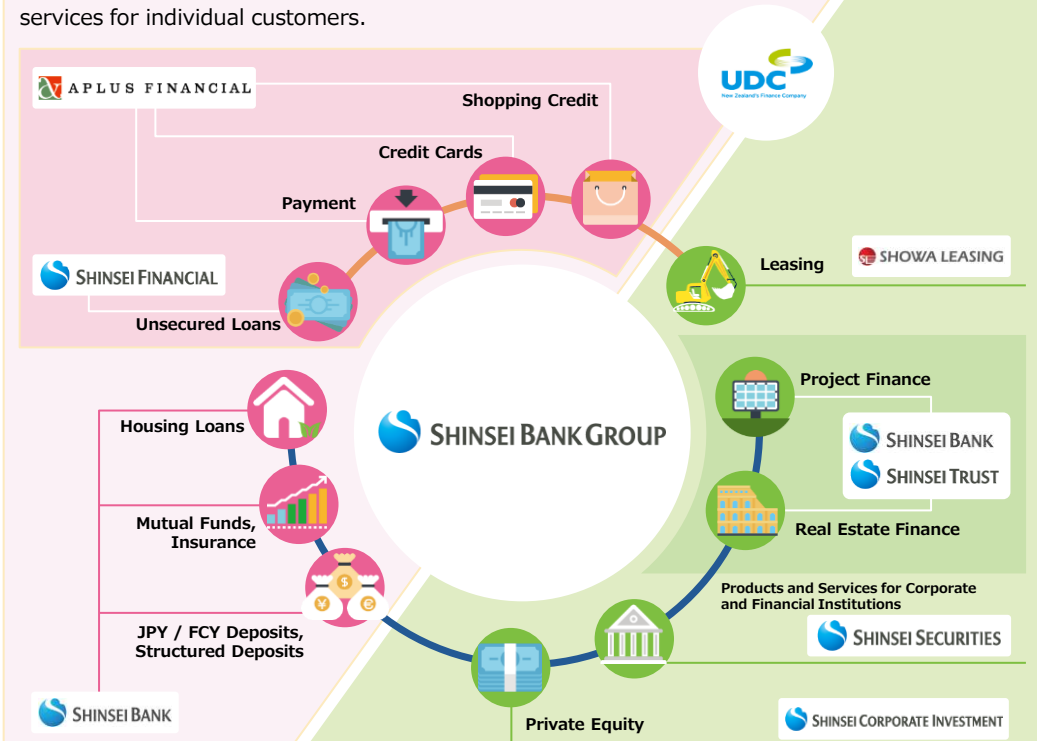 services for individual customers.
APLUS FINANCIAL
UDC
New Zealand's Finance Company
Shopping Credit
Credit Cards
Payment
SHINSEI FINANCIAL
Unsecured Loans
Leasing
SL SHOWA LEASING
Project Finance
SHINSEI BANK
SHINSEI TRUST
Real Estate Finance
SHINSEI BANK GROUP
Housing Loans
Mutual Funds,
Insurance
JPY / FCY Deposits,
Structured Deposits
SHINSEI BANK
Products and Services for Corporate
and Financial Institutions
SHINSEI SECURITIES
Private Equity
SHINSEI CORPORATE INVESTMENT